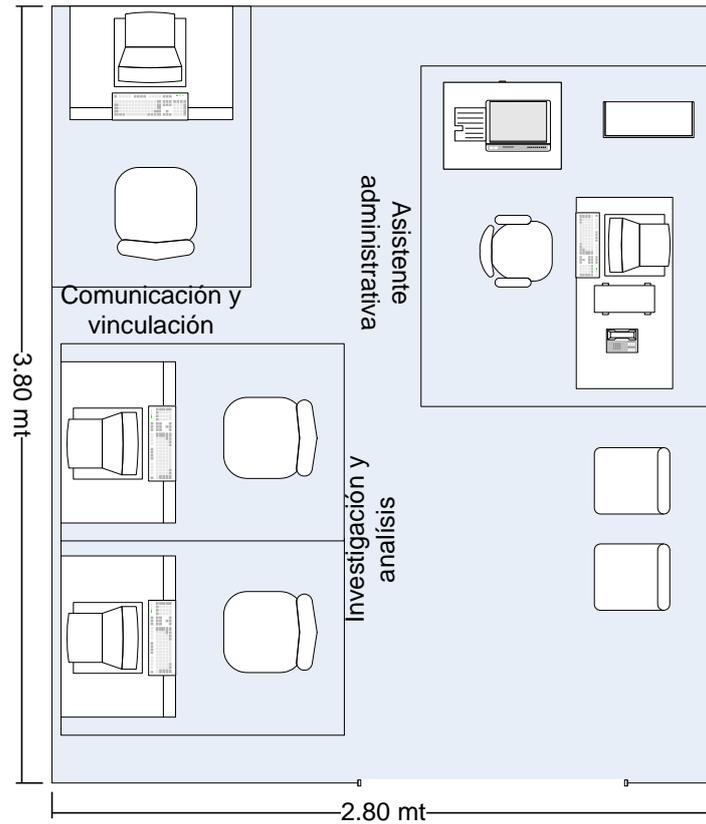 Asistente
administrativa
Comunicación y
vinculación
3.80 mt
Investigación y
analísis
2.80 mt